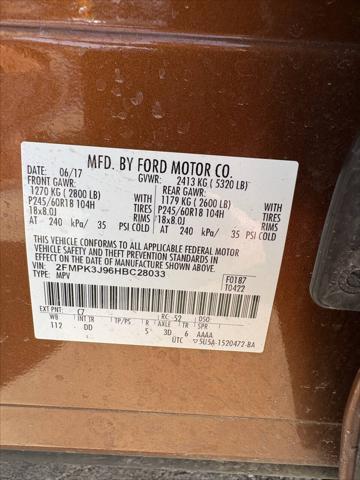 MFD. BY FORD MOTOR CO.
DATE: 06/17 GVWR: 2413 KG ( 5320 LB)
FRONT GAWR: REAR GAWR:
1270 KG ( 2800 LB) WITH 1179 KG ( 2600 LB) WITH
P245/60R18 104H TIRES P245/60R18 104H TIRES
18x8.0J RIMS 18x8.0J RIMS
AT 240 kPa/ 35 PSI COLD AT 240 kPa/ 35 PSI COLD
THIS VEHICLE CONFORMS TO ALL APPLICABLE FEDERAL MOTOR
VEHICLE SAFETY AND THEFT PREVENTION STANDARDS IN EFFECT ON THE DATE OF MANUFACTURE SHOWN
ABOVE.
VIN: 2FMPK3J96HBC28033
TYPE: MPV
F0187
T0422
EXT PNT: C7 RC: 52 DSO:
WB INT TR TP/PS R AXLE TR SPR
112 DD 5 3D 6 AAAA
UTC ▽5U5A-1520472-BA